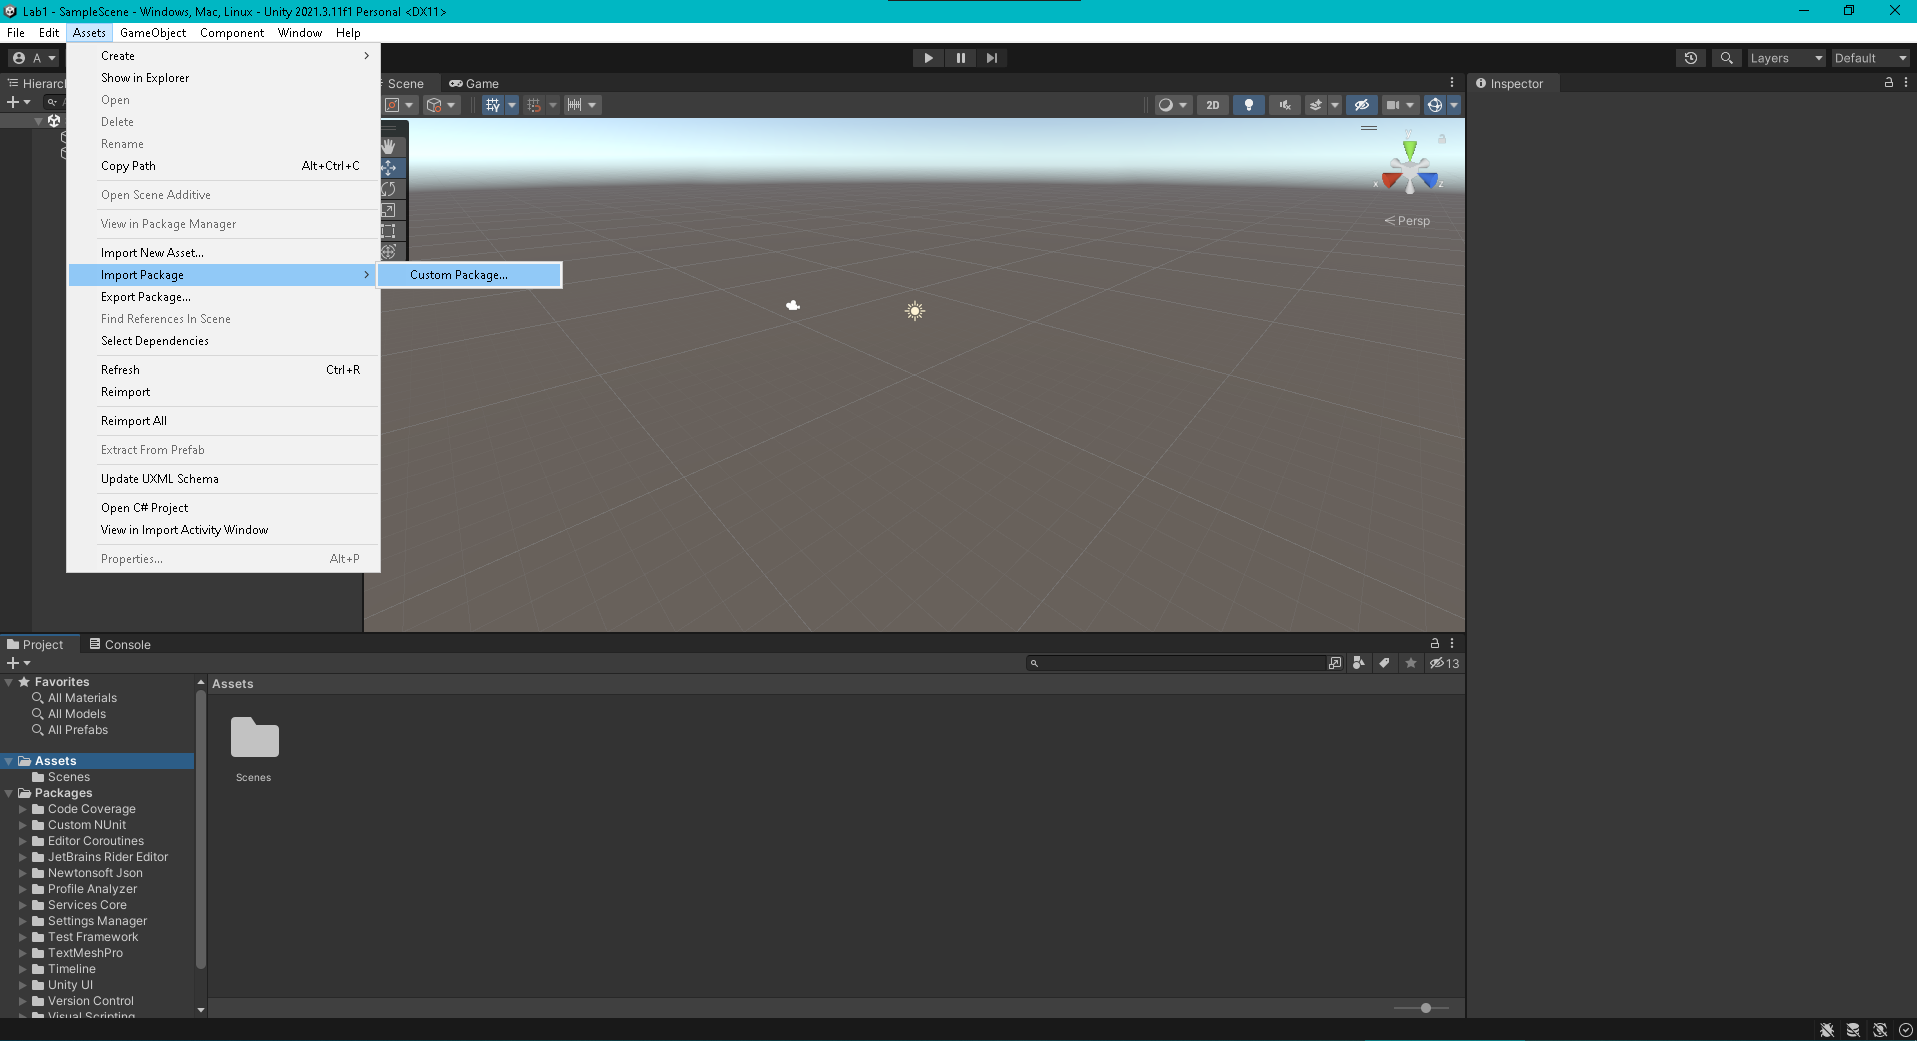 Lab1 - SampleScene - Windows, Mac, Linux - Unity 2021.3.11f1 Personal <DX11>
File Edit Assets GameObject Component Window Help
A
Layers
Default
Create
Show in Explorer
Open
Delete
Rename
Copy Path Alt+Ctrl+C
Open Scene Additive
View in Package Manager
Import New Asset...
Import Package
Custom Package...
Export Package...
Find References In Scene
Select Dependencies
Refresh Ctrl+R
Reimport
Reimport All
Extract From Prefab
Update UXML Schema
Open C# Project
View in Import Activity Window
Properties... Alt+P
Hierarc
Scene
Game
2D
x
z
Persp
Inspector
Project
Console
13
Favorites
All Materials
All Models
All Prefabs
Assets
Scenes
Packages
Code Coverage
Custom NUnit
Editor Coroutines
JetBrains Rider Editor
Newtonsoft Json
Profile Analyzer
Services Core
Settings Manager
Test Framework
TextMeshPro
Timeline
Unity UI
Version Control
Visual Scripting
Assets
Scenes